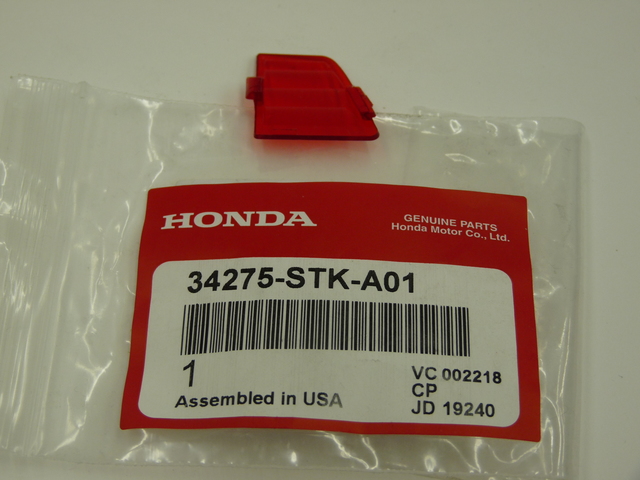 HONDA
GENUINE PARTS
Honda Motor Co., Ltd.
34275-STK-A01
1
Assembled in USA
VC 002218
CP
JD 19240